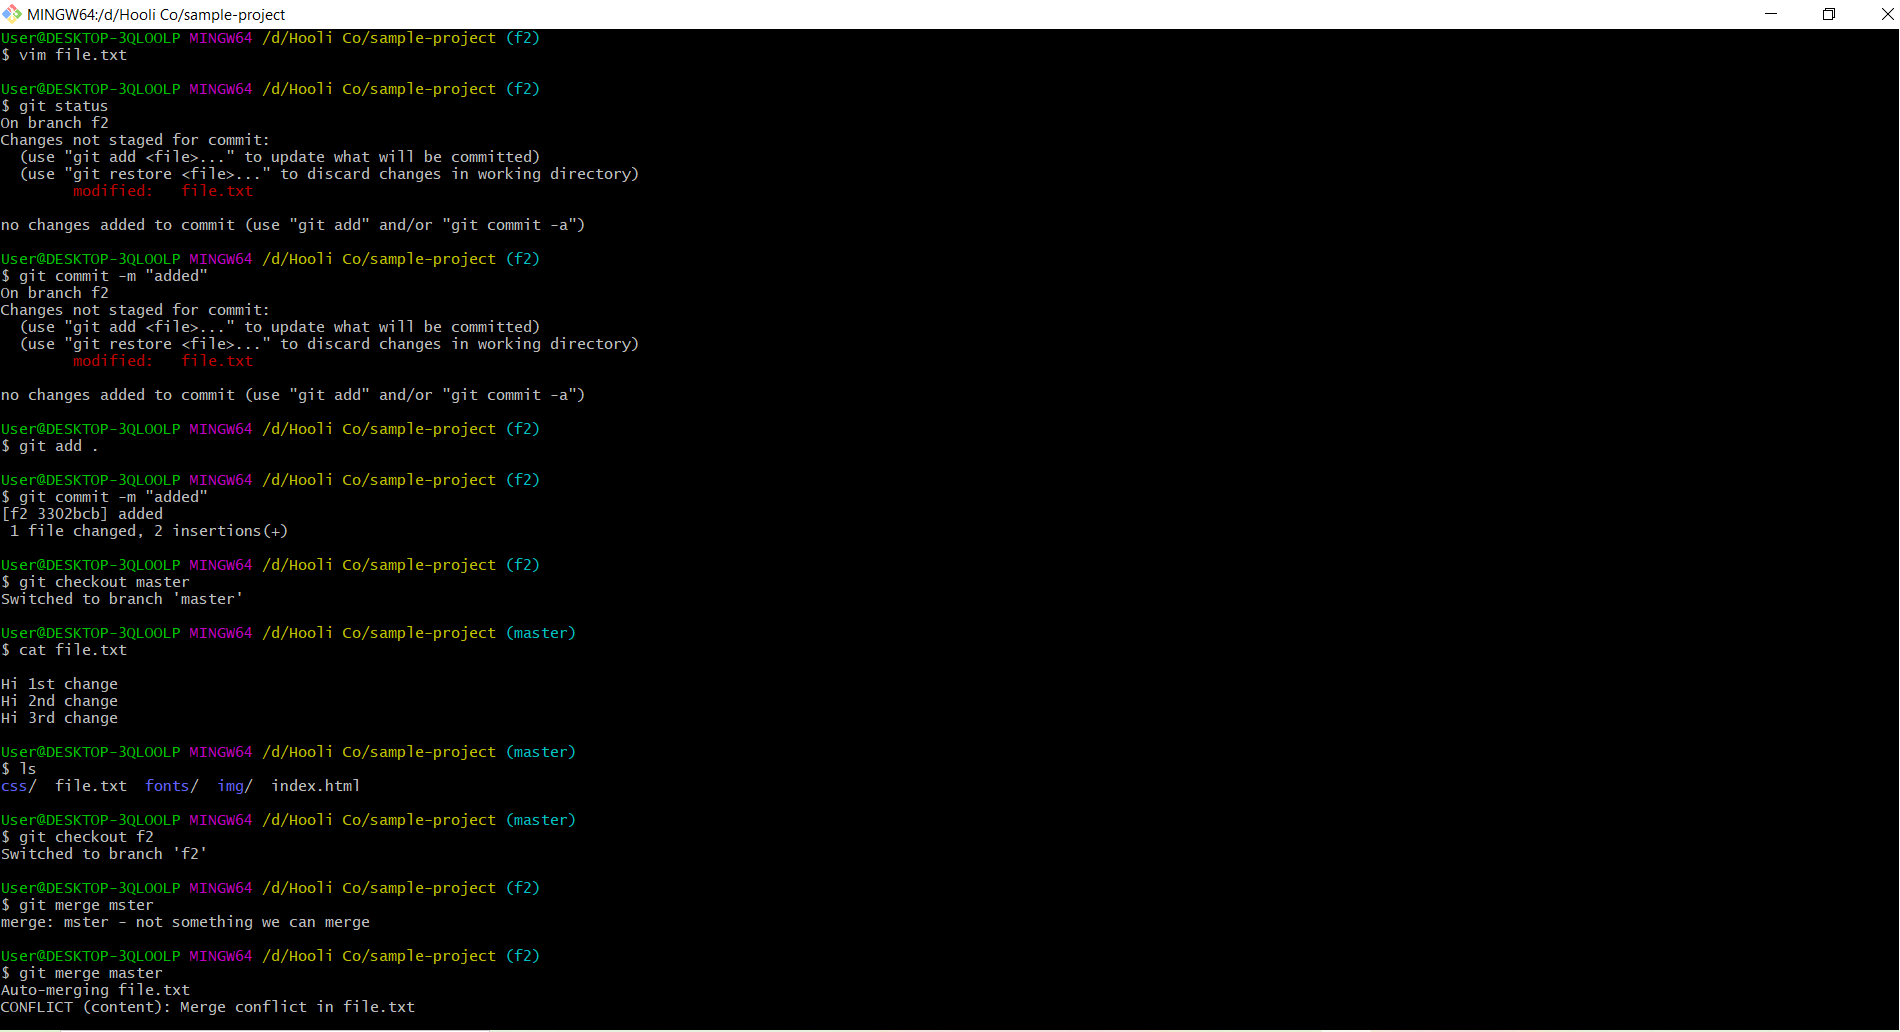 MINGW64:/d/Hooli Co/sample-project
User@DESKTOP-3QLOOLP MINGW64 /d/Hooli Co/sample-project (f2)
$ vim file.txt
User@DESKTOP-3QLOOLP MINGW64 /d/Hooli Co/sample-project (f2)
$ git status
On branch f2
Changes not staged for commit:
  (use "git add <file>..." to update what will be committed)
  (use "git restore <file>..." to discard changes in working directory)
        modified:   file.txt
no changes added to commit (use "git add" and/or "git commit -a")
User@DESKTOP-3QLOOLP MINGW64 /d/Hooli Co/sample-project (f2)
$ git commit -m "added"
On branch f2
Changes not staged for commit:
  (use "git add <file>..." to update what will be committed)
  (use "git restore <file>..." to discard changes in working directory)
        modified:   file.txt
no changes added to commit (use "git add" and/or "git commit -a")
User@DESKTOP-3QLOOLP MINGW64 /d/Hooli Co/sample-project (f2)
$ git add .
User@DESKTOP-3QLOOLP MINGW64 /d/Hooli Co/sample-project (f2)
$ git commit -m "added"
[f2 3302bcb] added
 1 file changed, 2 insertions(+)
User@DESKTOP-3QLOOLP MINGW64 /d/Hooli Co/sample-project (f2)
$ git checkout master
Switched to branch 'master'
User@DESKTOP-3QLOOLP MINGW64 /d/Hooli Co/sample-project (master)
$ cat file.txt
Hi 1st change
Hi 2nd change
Hi 3rd change
User@DESKTOP-3QLOOLP MINGW64 /d/Hooli Co/sample-project (master)
$ ls
css/  file.txt  fonts/  img/  index.html
User@DESKTOP-3QLOOLP MINGW64 /d/Hooli Co/sample-project (master)
$ git checkout f2
Switched to branch 'f2'
User@DESKTOP-3QLOOLP MINGW64 /d/Hooli Co/sample-project (f2)
$ git merge mster
merge: mster - not something we can merge
User@DESKTOP-3QLOOLP MINGW64 /d/Hooli Co/sample-project (f2)
$ git merge master
Auto-merging file.txt
CONFLICT (content): Merge conflict in file.txt